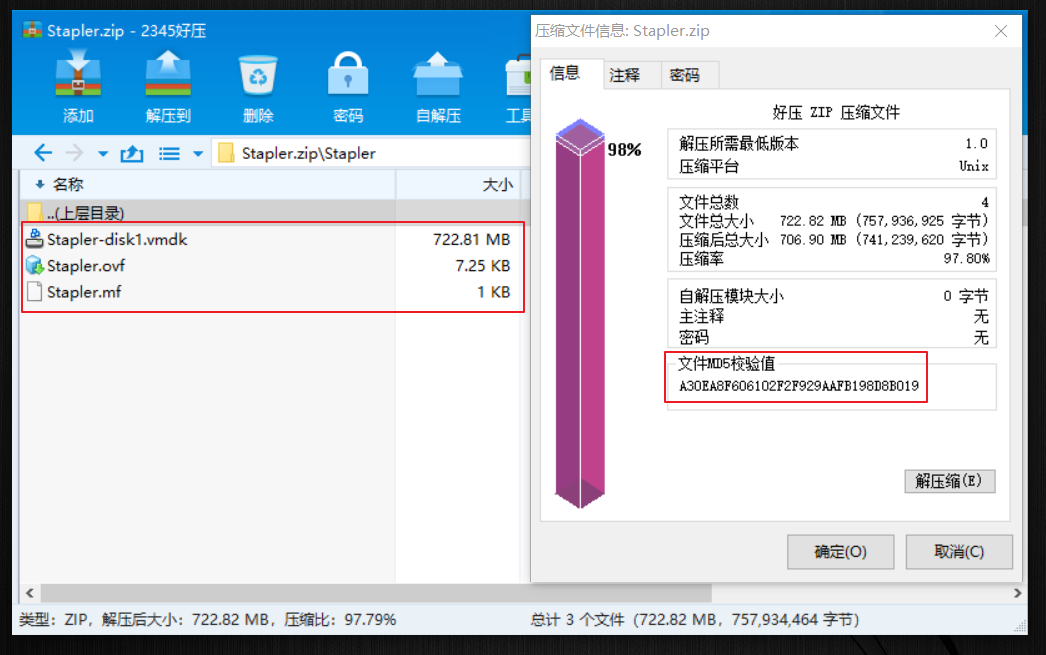 Stapler.zip - 2345好压
添加
解压到
删除
密码
自解压
工具
Stapler.zip\Stapler
名称
大小
..(上层目录)
Stapler-disk1.vmdk 722.81 MB
Stapler.ovf 7.25 KB
Stapler.mf 1 KB
类型：ZIP，解压后大小：722.82 MB，压缩比：97.79%
总计 3 个文件（722.82 MB，757,934,464 字节）
压缩文件信息: Stapler.zip
信息
注释
密码
98%
好压 ZIP 压缩文件
解压所需最低版本 1.0
压缩平台 Unix
文件总数 4
文件总大小 722.82 MB (757,936,925 字节)
压缩后总大小 706.90 MB (741,239,620 字节)
压缩率 97.80%
自解压模块大小 0 字节
主注释 无
密码 无
文件MD5校验值
A30EA8F606102F2F929AAFB198D8B019
解压缩(E)
确定(O)
取消(C)